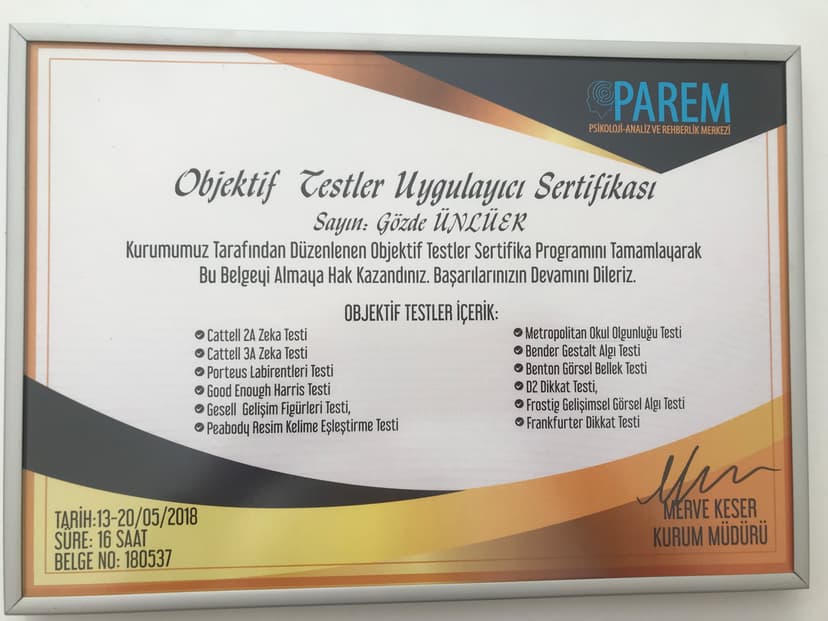 PAREM
PSİKOLOJİ-ANALİZ VE REHBERLİK MERKEZİ
Objektif Testler Uygulayıcı Sertifikası
Sayın: Gözde ÜNLÜER
Kurumumuz Tarafından Düzenlenen Objektif Testler Sertifika Programını Tamamlayarak
Bu Belgeyi Almaya Hak Kazandınız. Başarılarınızın Devamını Dileriz.
OBJEKTİF TESTLER İÇERİK:
Cattell 2A Zeka Testi
Cattell 3A Zeka Testi
Porteus Labirentleri Testi
Good Enough Harris Testi
Gesell Gelişim Figürleri Testi,
Peabody Resim Kelime Eşleştirme Testi
Metropolitan Okul Olgunluğu Testi
Bender Gestalt Algı Testi
Benton Görsel Bellek Testi
D2 Dikkat Testi,
Frostig Gelişimsel Görsel Algı Testi
Frankfurter Dikkat Testi
TARİH:13-20/05/2018
SÜRE: 16 SAAT
BELGE NO: 180537
MERVE KESER
KURUM MÜDÜRÜ